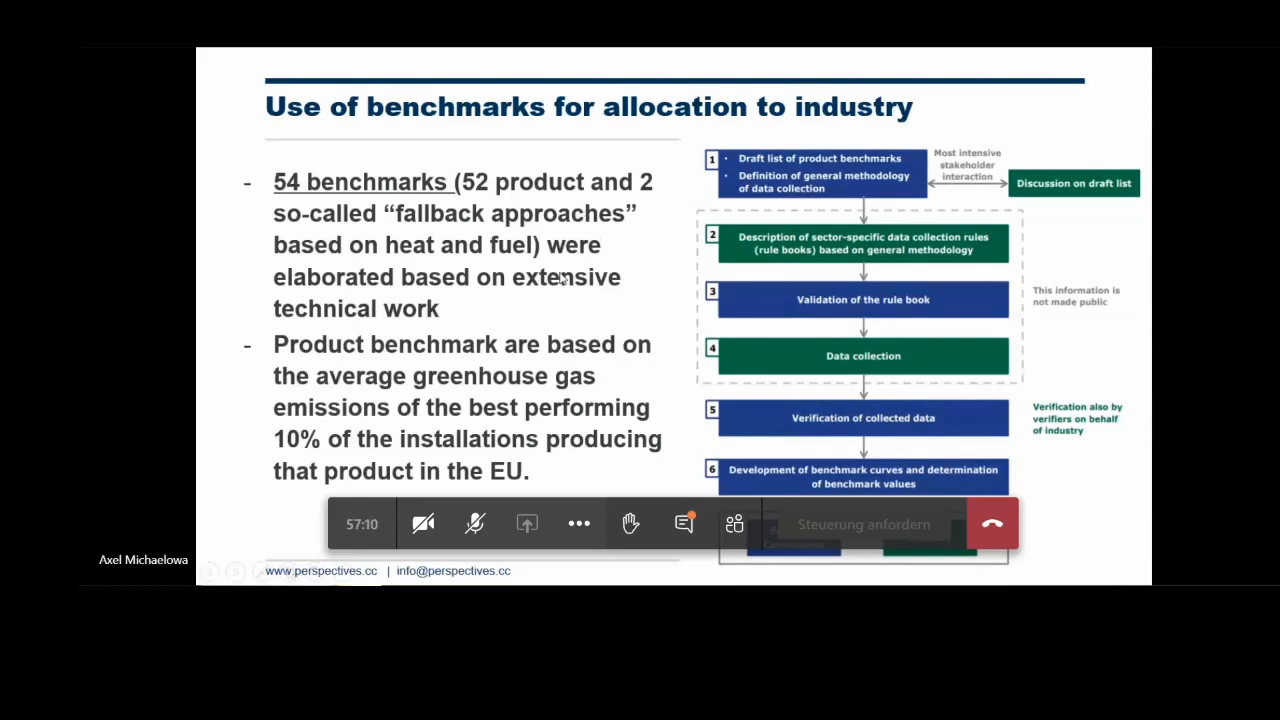 Use of benchmarks for allocation to industry
- 54 benchmarks (52 product and 2
so-called “fallback approaches”
based on heat and fuel) were
elaborated based on extensive
technical work
- Product benchmark are based on
the average greenhouse gas
emissions of the best performing
10% of the installations producing
that product in the EU.
1
• Draft list of product benchmarks
• Definition of general methodology
of data collection
Most intensive
stakeholder
interaction
Discussion on draft list
2
Description of sector-specific data collection rules
(rule books) based on general methodology
3
Validation of the rule book
This information is
not made public
4
Data collection
5
Verification of collected data
Verification also by
verifiers on behalf
of industry
6
Development of benchmark curves and determination
of benchmark values
57:10
Steuerung anfordern
Axel Michaelowa
www.perspectives.cc | info@perspectives.cc